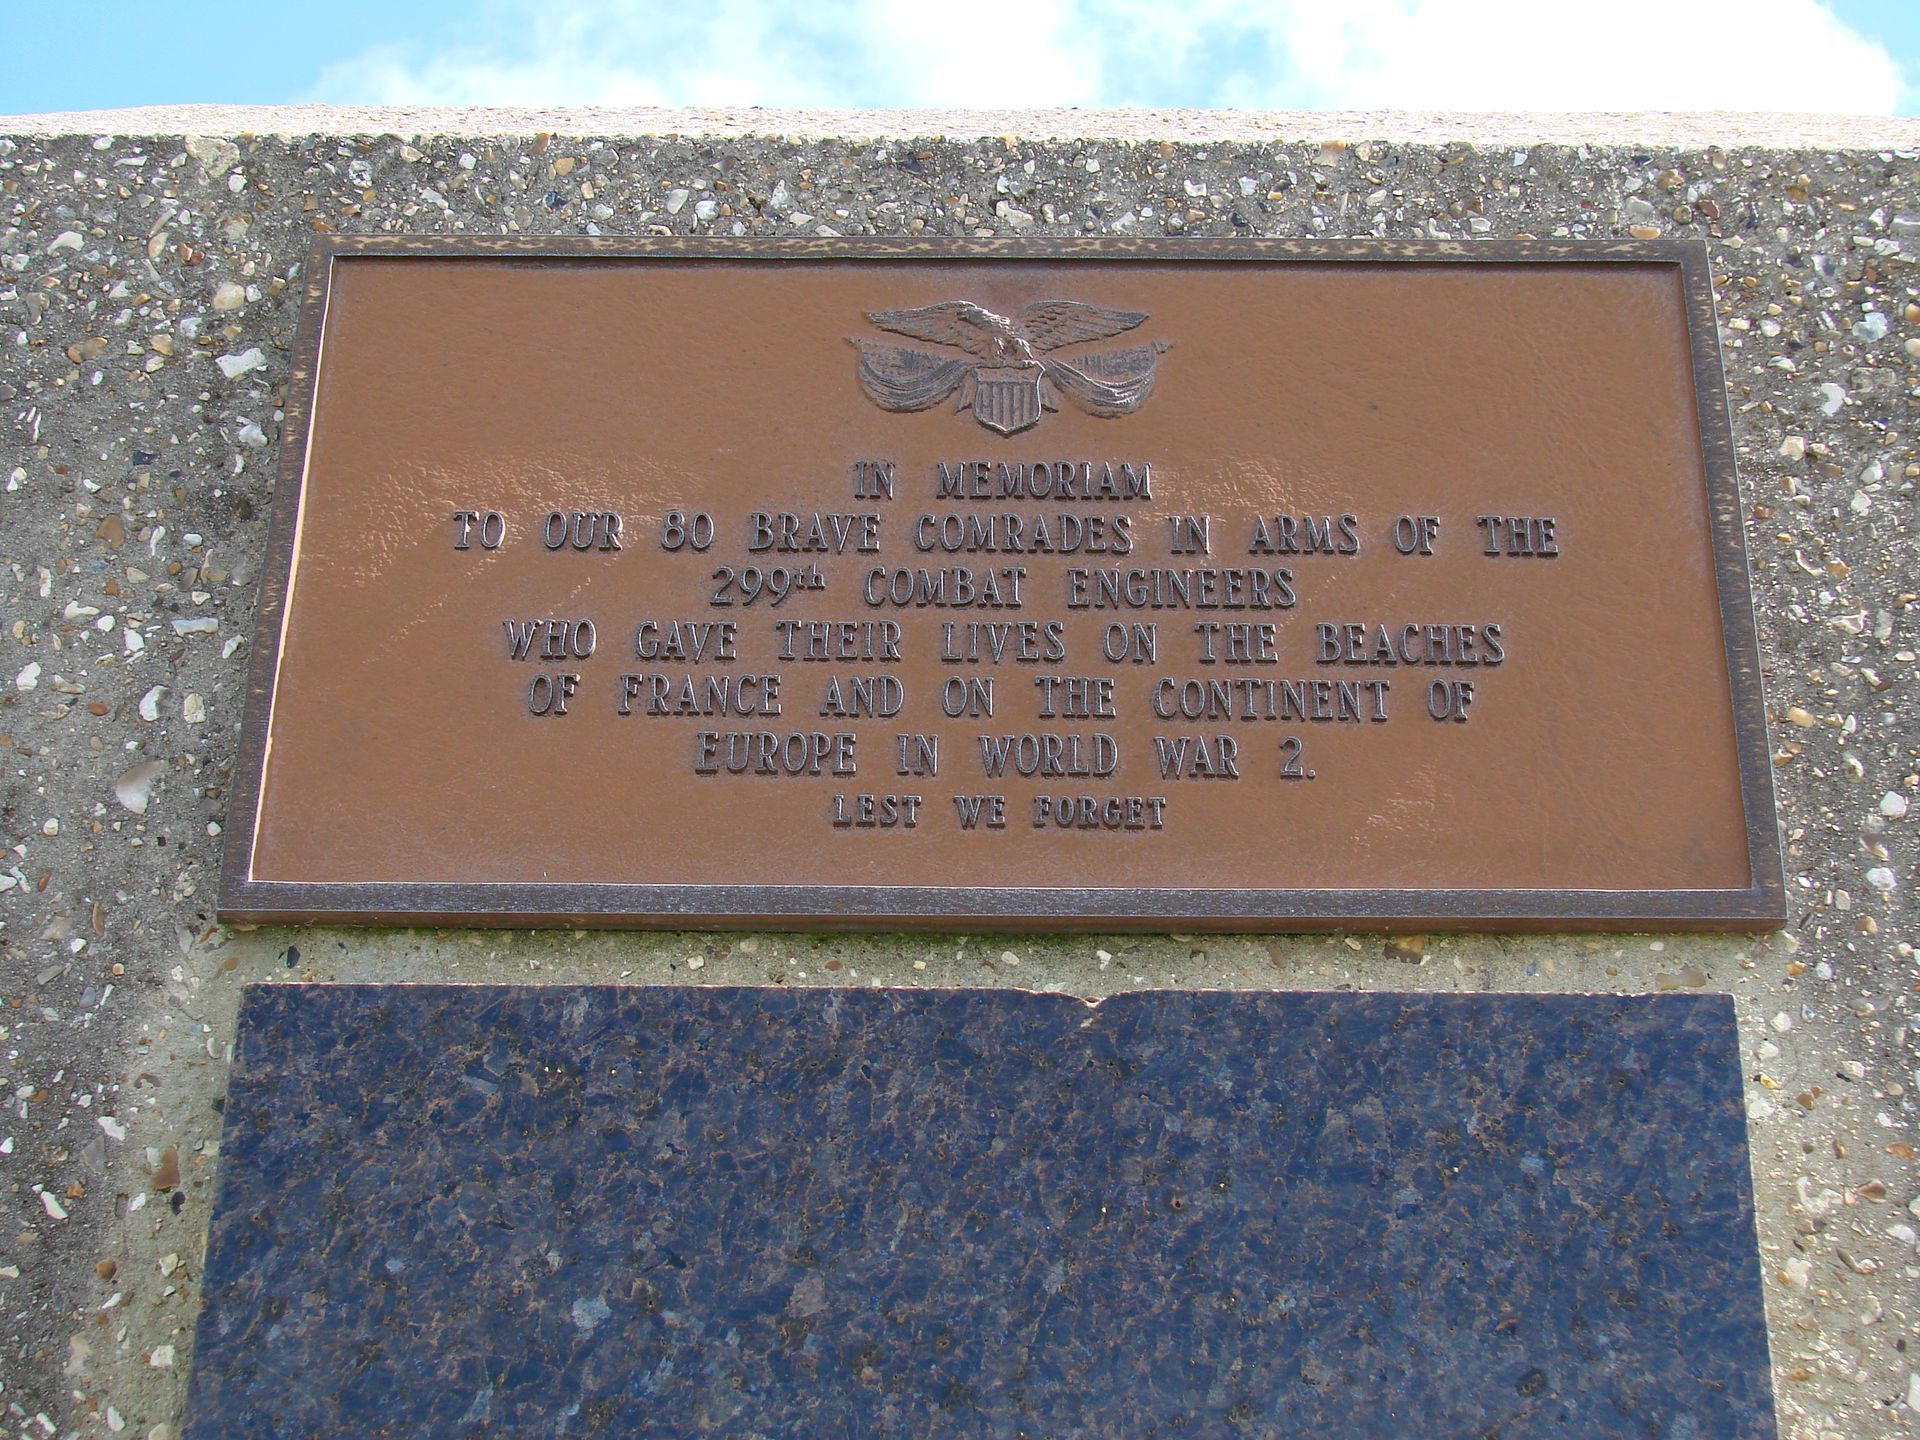 IN MEMORIAM
TO OUR 80 BRAVE COMRADES IN ARMS OF THE
299th COMBAT ENGINEERS
WHO GAVE THEIR LIVES ON THE BEACHES
OF FRANCE AND ON THE CONTINENT OF
EUROPE IN WORLD WAR 2.
LEST WE FORGET